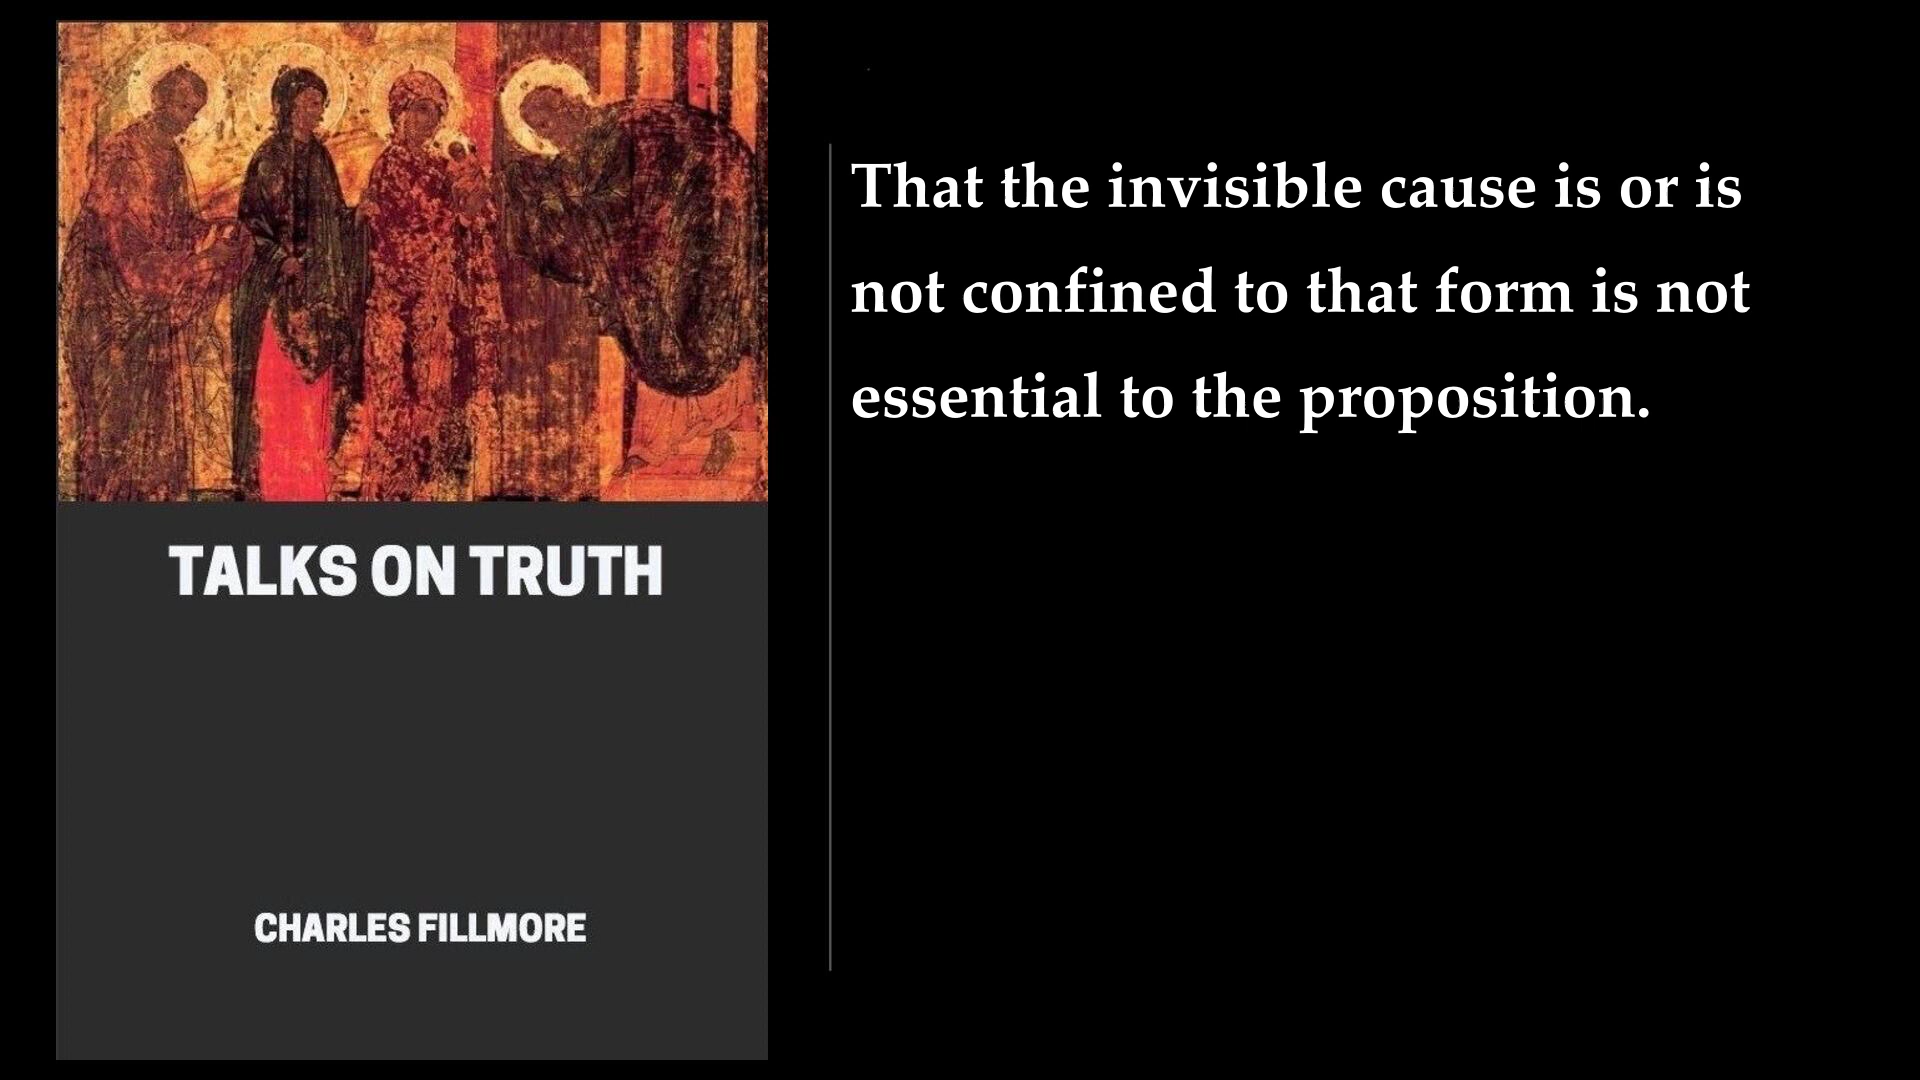 TALKS ON TRUTH
CHARLES FILLMORE
That the invisible cause is or is
not confined to that form is not
essential to the proposition.